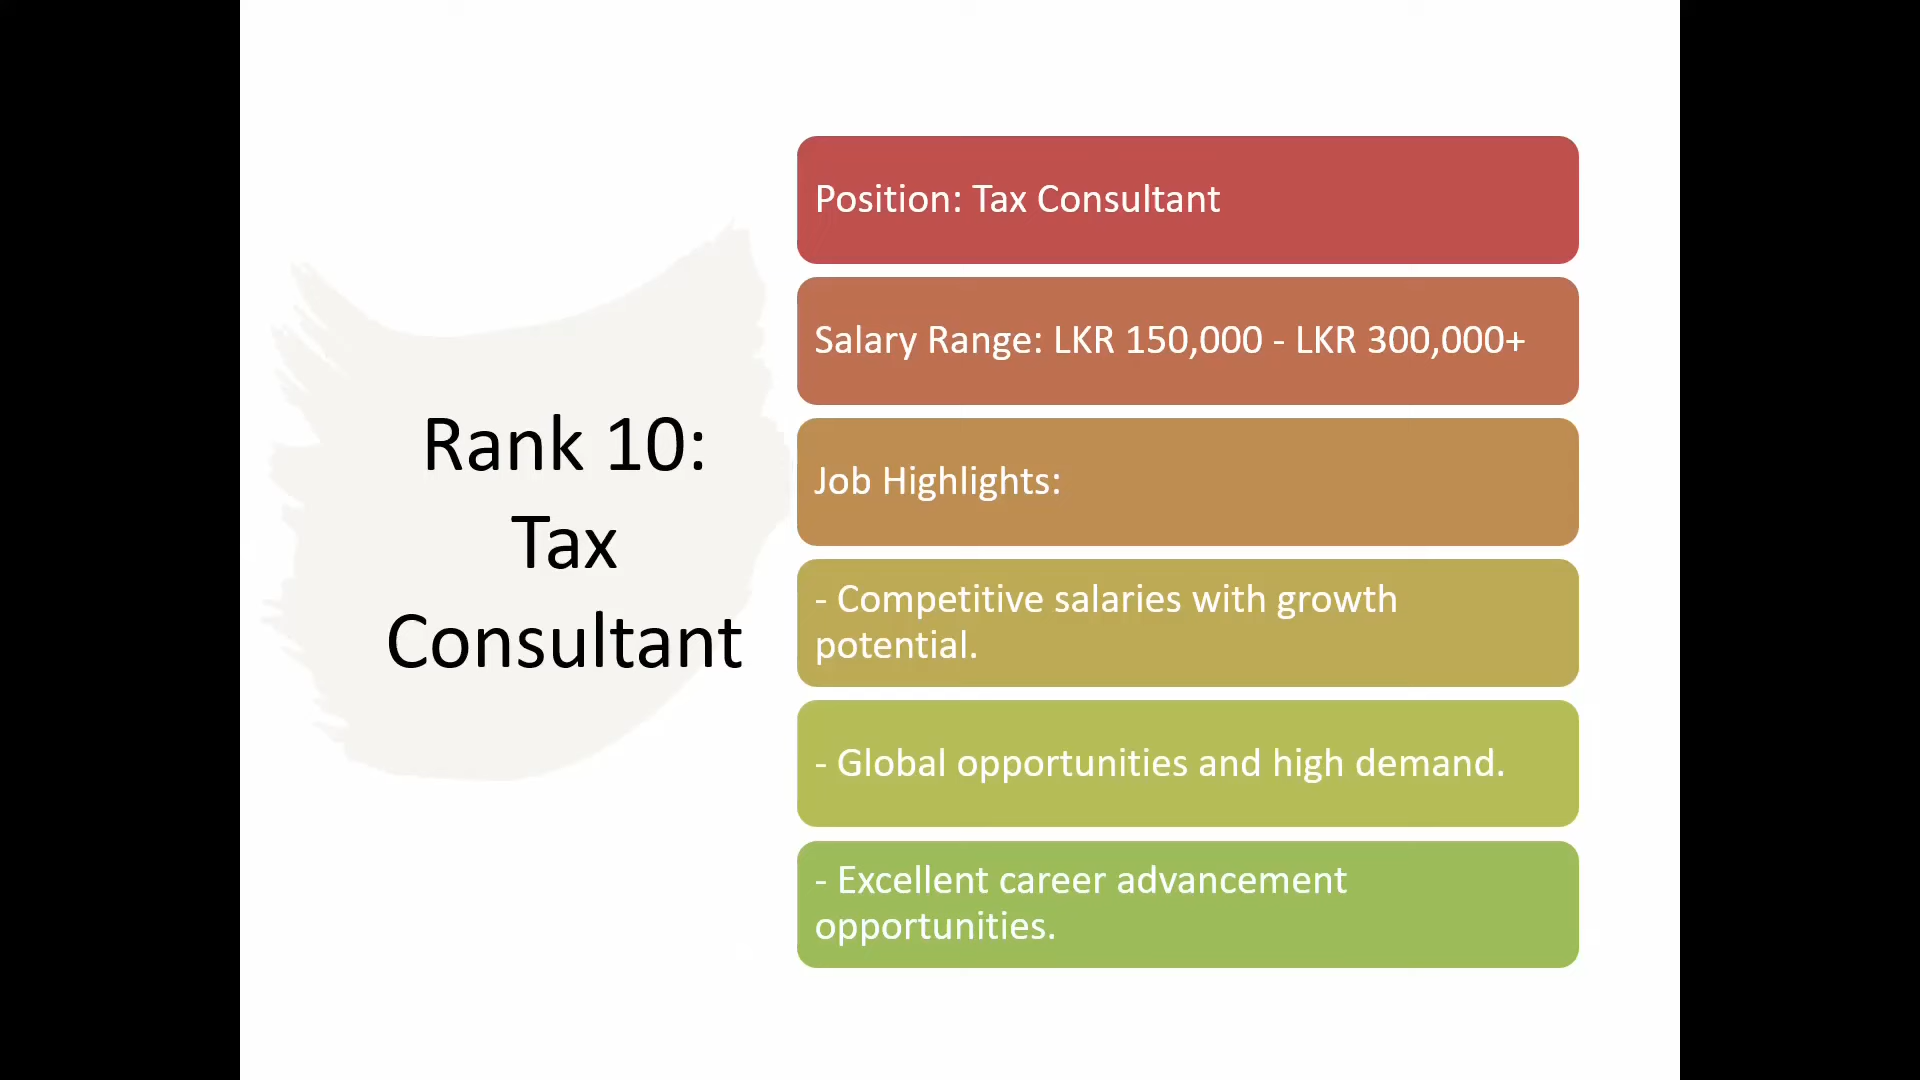 Rank 10:
Tax
Consultant
Position: Tax Consultant
Salary Range: LKR 150,000 - LKR 300,000+
Job Highlights:
- Competitive salaries with growth
potential.
- Global opportunities and high demand.
- Excellent career advancement
opportunities.